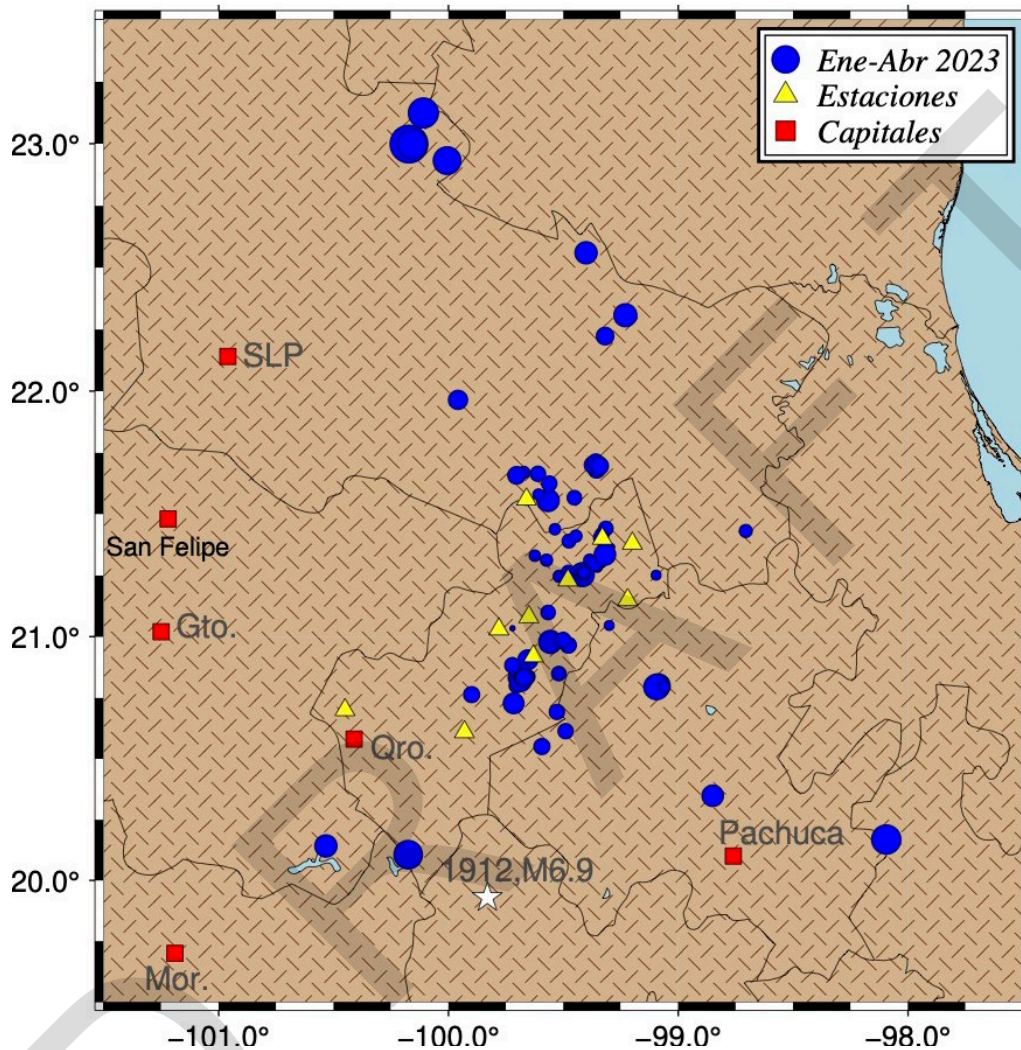 Ene-Abr 2023
Estaciones
Capitales
23.0°
SLP
22.0°
San Felipe
Gto.
21.0°
Qro.
Pachuca
1912,M6.9
20.0°
Mor.
−101.0° −100.0° −99.0° −98.0°
DRAFT